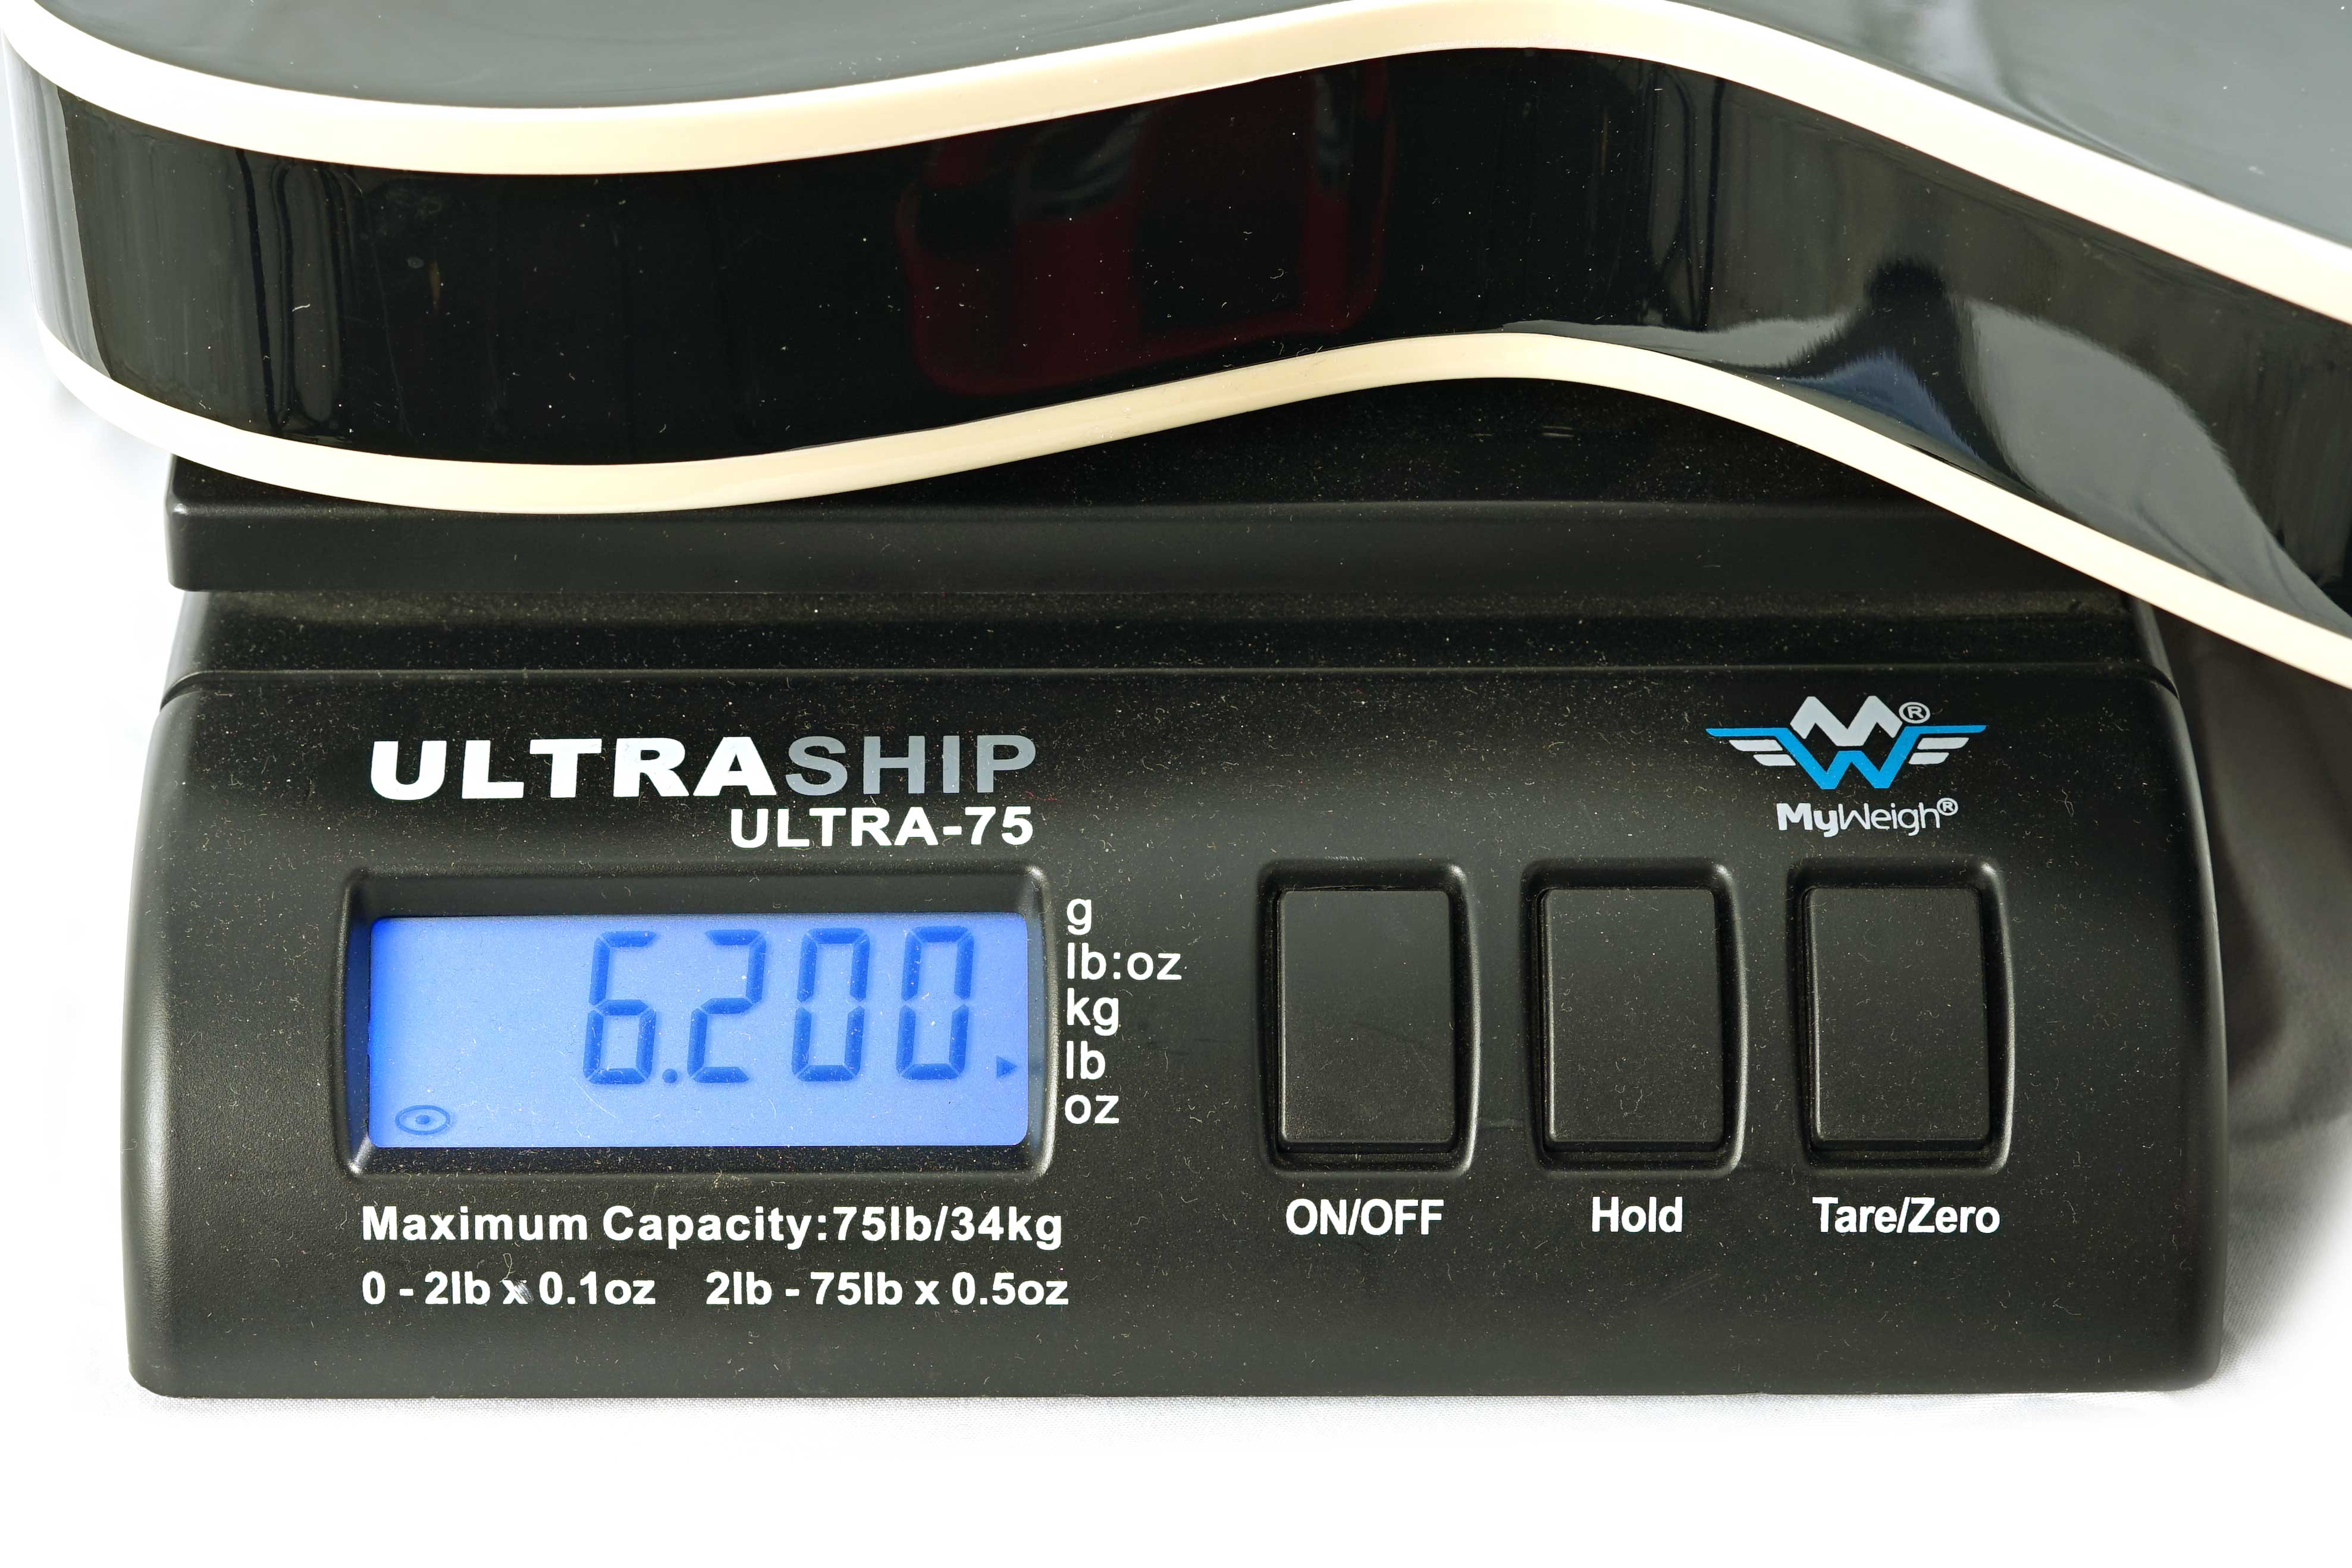 ULTRASHIP
ULTRA-75
MW®
MyWeigh®
6.200
g
lb:oz
kg
lb
oz
Maximum Capacity:75lb/34kg
0 - 2lb x 0.1oz 2lb - 75lb x 0.5oz
ON/OFF
Hold
Tare/Zero